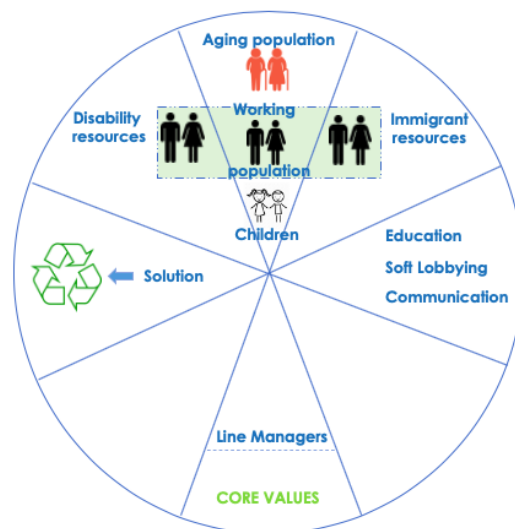 Aging population
Disability
resources
Working
population
Immigrant
resources
Children
Solution
Education
Soft Lobbying
Communication
Line Managers
CORE VALUES